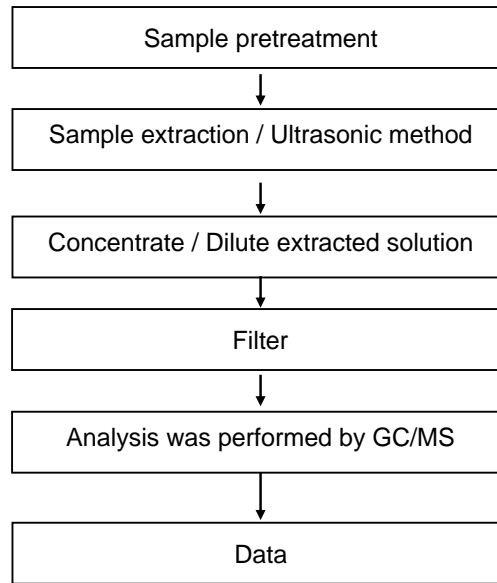 Sample pretreatment
Sample extraction / Ultrasonic method
Concentrate / Dilute extracted solution
Filter
Analysis was performed by GC/MS
Data